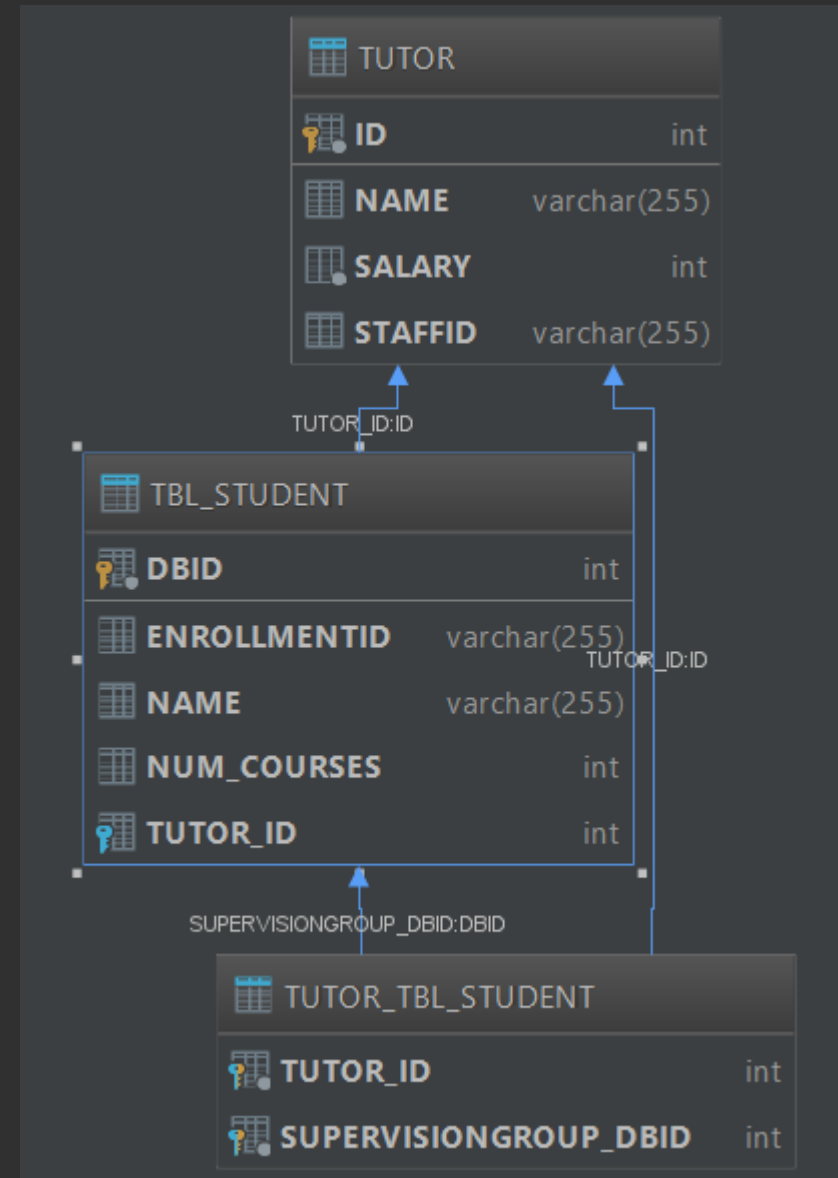 TUTOR
ID int
NAME varchar(255)
SALARY int
STAFFID varchar(255)
TUTOR_ID:ID
TBL_STUDENT
DBID int
ENROLLMENTID varchar(255)
TUTOR_ID:ID
NAME varchar(255)
NUM_COURSES int
TUTOR_ID int
SUPERVISIONGROUP_DBID:DBID
TUTOR_TBL_STUDENT
TUTOR_ID int
SUPERVISIONGROUP_DBID int